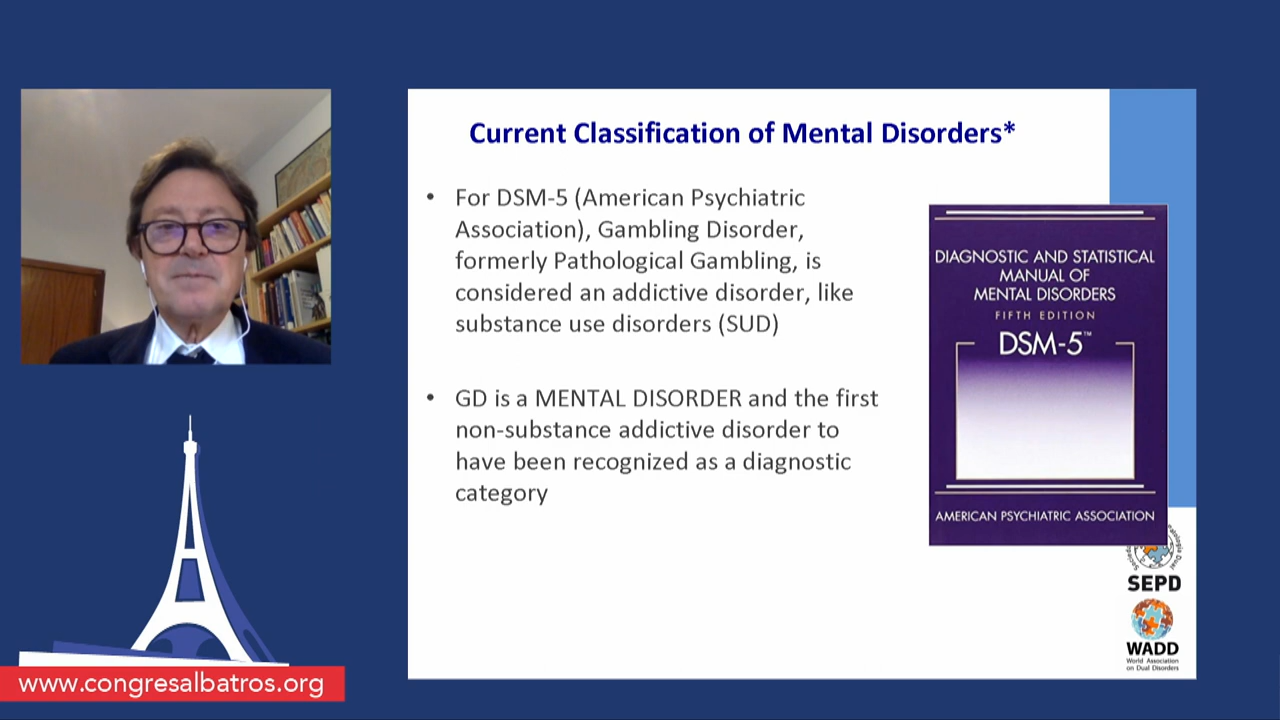 Current Classification of Mental Disorders*
• For DSM-5 (American Psychiatric
Association), Gambling Disorder,
formerly Pathological Gambling, is
considered an addictive disorder, like
substance use disorders (SUD)
• GD is a MENTAL DISORDER and the first
non-substance addictive disorder to
have been recognized as a diagnostic
category
DIAGNOSTIC AND STATISTICAL
MANUAL OF
MENTAL DISORDERS
FIFTH EDITION
DSM-5™
AMERICAN PSYCHIATRIC ASSOCIATION
SEPD
WADD
World Association
on Dual Disorders
www.congresalbatros.org